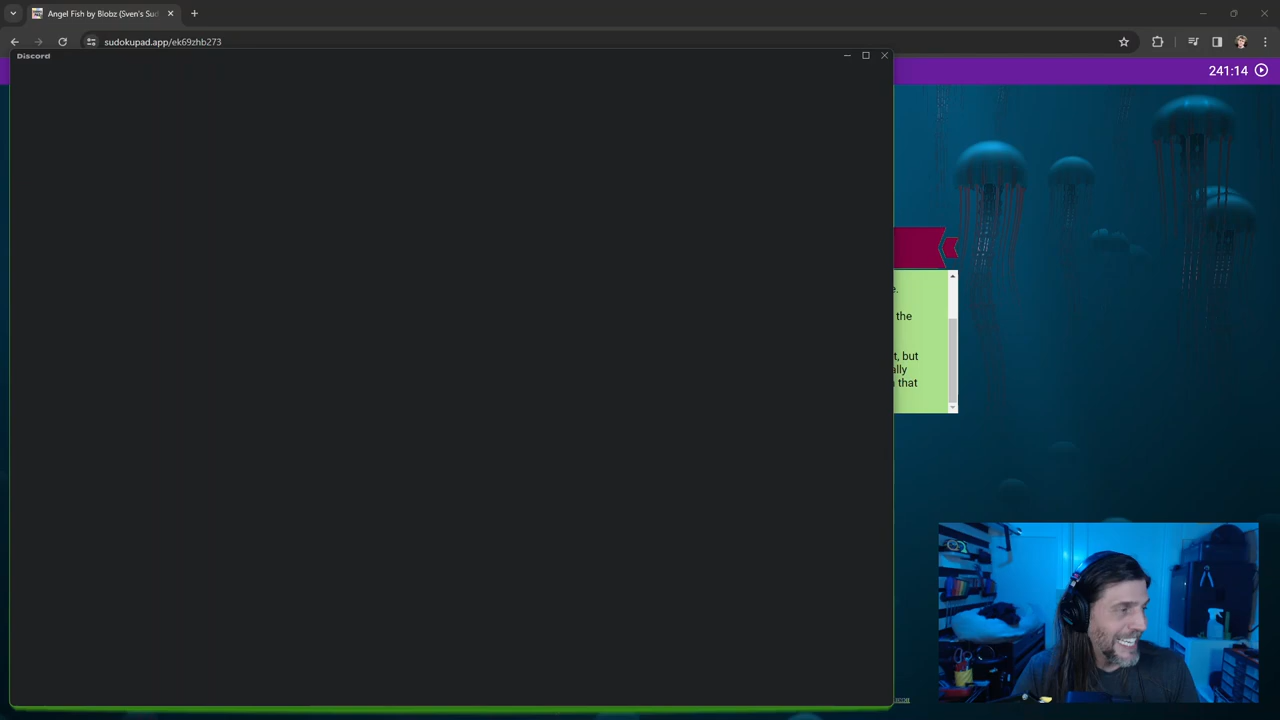 Angel Fish by Blobz (Sven's Sud
sudokupad.app/ek69zhb273
Discord
241:14
e.
the
t, but
ally
that